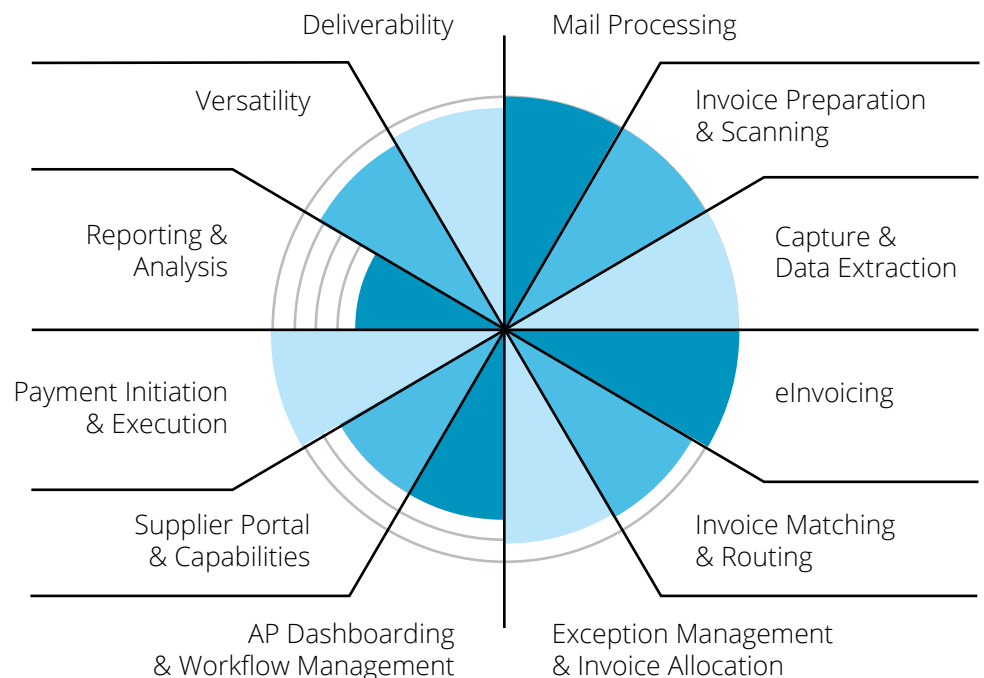 Deliverability
Mail Processing
Versatility
Invoice Preparation
& Scanning
Reporting &
Analysis
Capture &
Data Extraction
Payment Initiation
& Execution
eInvoicing
Supplier Portal
& Capabilities
Invoice Matching
& Routing
AP Dashboarding
& Workflow Management
Exception Management
& Invoice Allocation